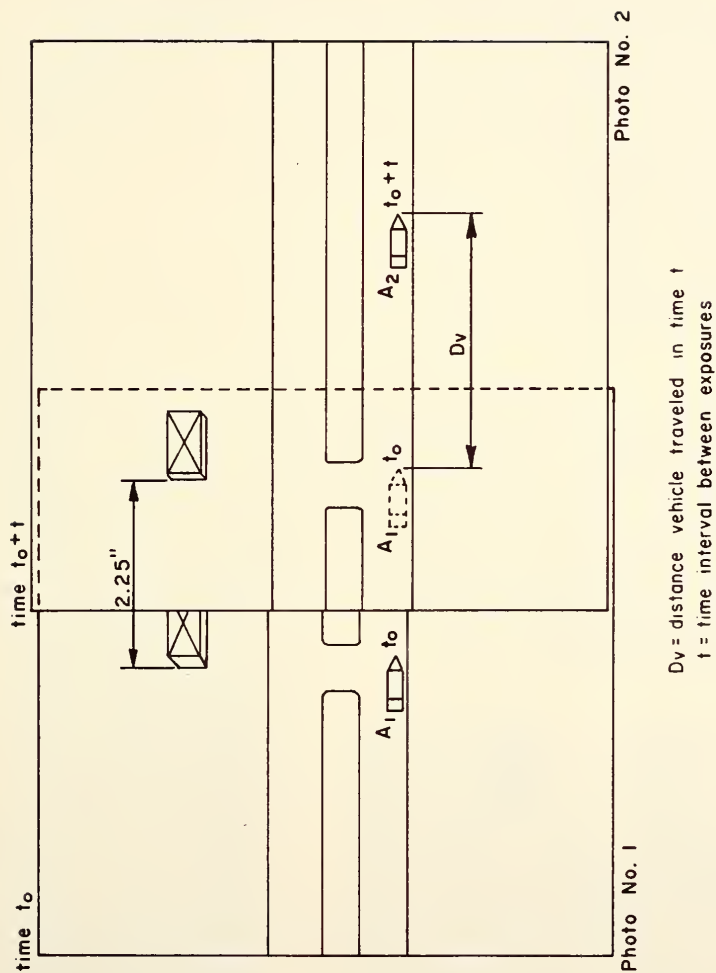 time t₀
time t₀+t
2.25"
A₁ t₀
A₁ t₀
A₂ t₀+t
Dv
Photo No. 1
Photo No. 2
Dv = distance vehicle traveled in time t
t = time interval between exposures